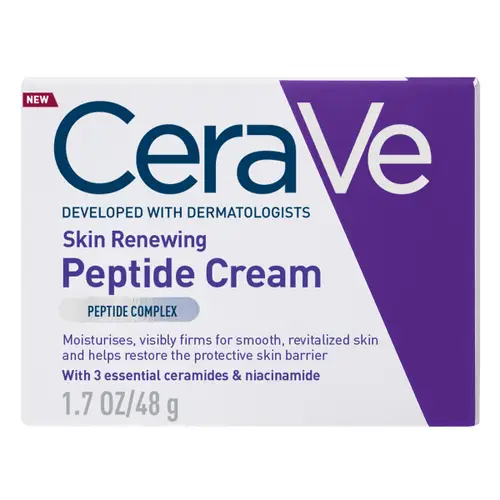 NEW
CeraVe
DEVELOPED WITH DERMATOLOGISTS
Skin Renewing
Peptide Cream
PEPTIDE COMPLEX
Moisturises, visibly firms for smooth, revitalized skin
and helps restore the protective skin barrier
With 3 essential ceramides & niacinamide
1.7 OZ/48 g